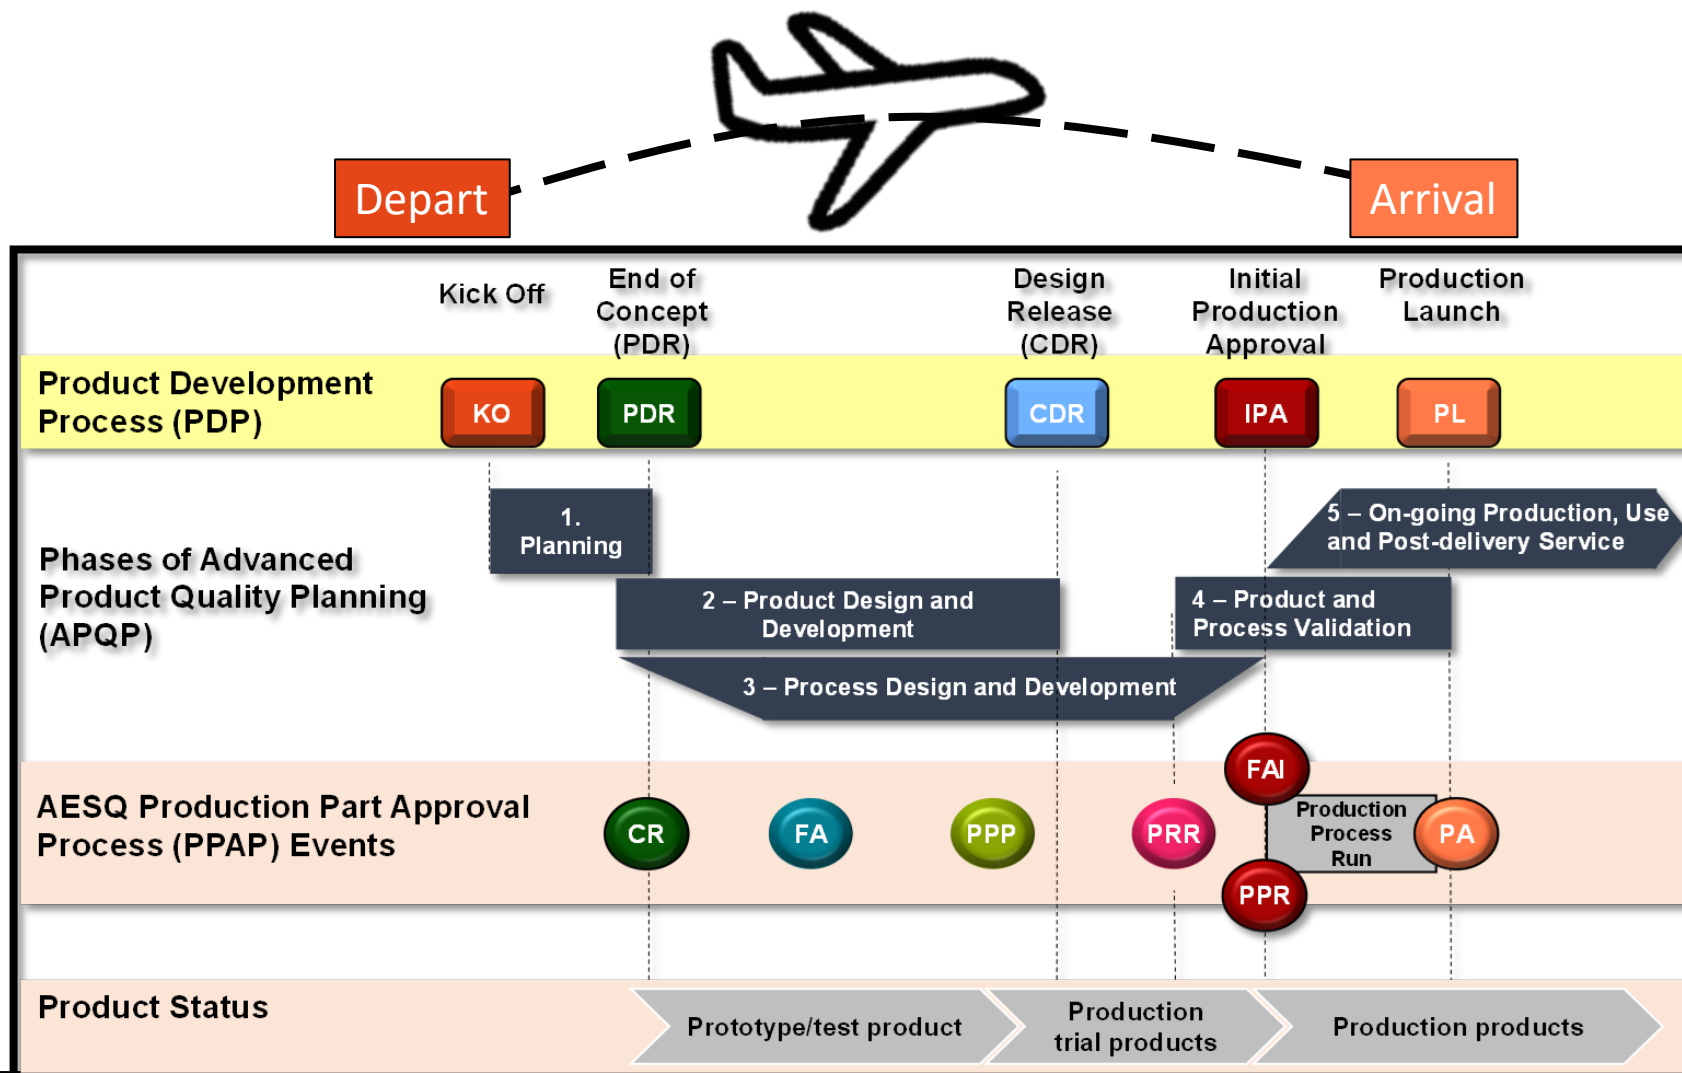 Depart
Arrival
Kick Off
End of
Concept
(PDR)
Design
Release
(CDR)
Initial
Production
Approval
Production
Launch
Product Development
Process (PDP)
KO
PDR
CDR
IPA
PL
Phases of Advanced
Product Quality Planning
(APQP)
1.
Planning
5 – On-going Production, Use
and Post-delivery Service
2 – Product Design and
Development
4 – Product and
Process Validation
3 – Process Design and Development
AESQ Production Part Approval
Process (PPAP) Events
CR
FA
PPP
PRR
FAI
PPR
Production
Process
Run
PA
Product Status
Prototype/test product
Production
trial products
Production products